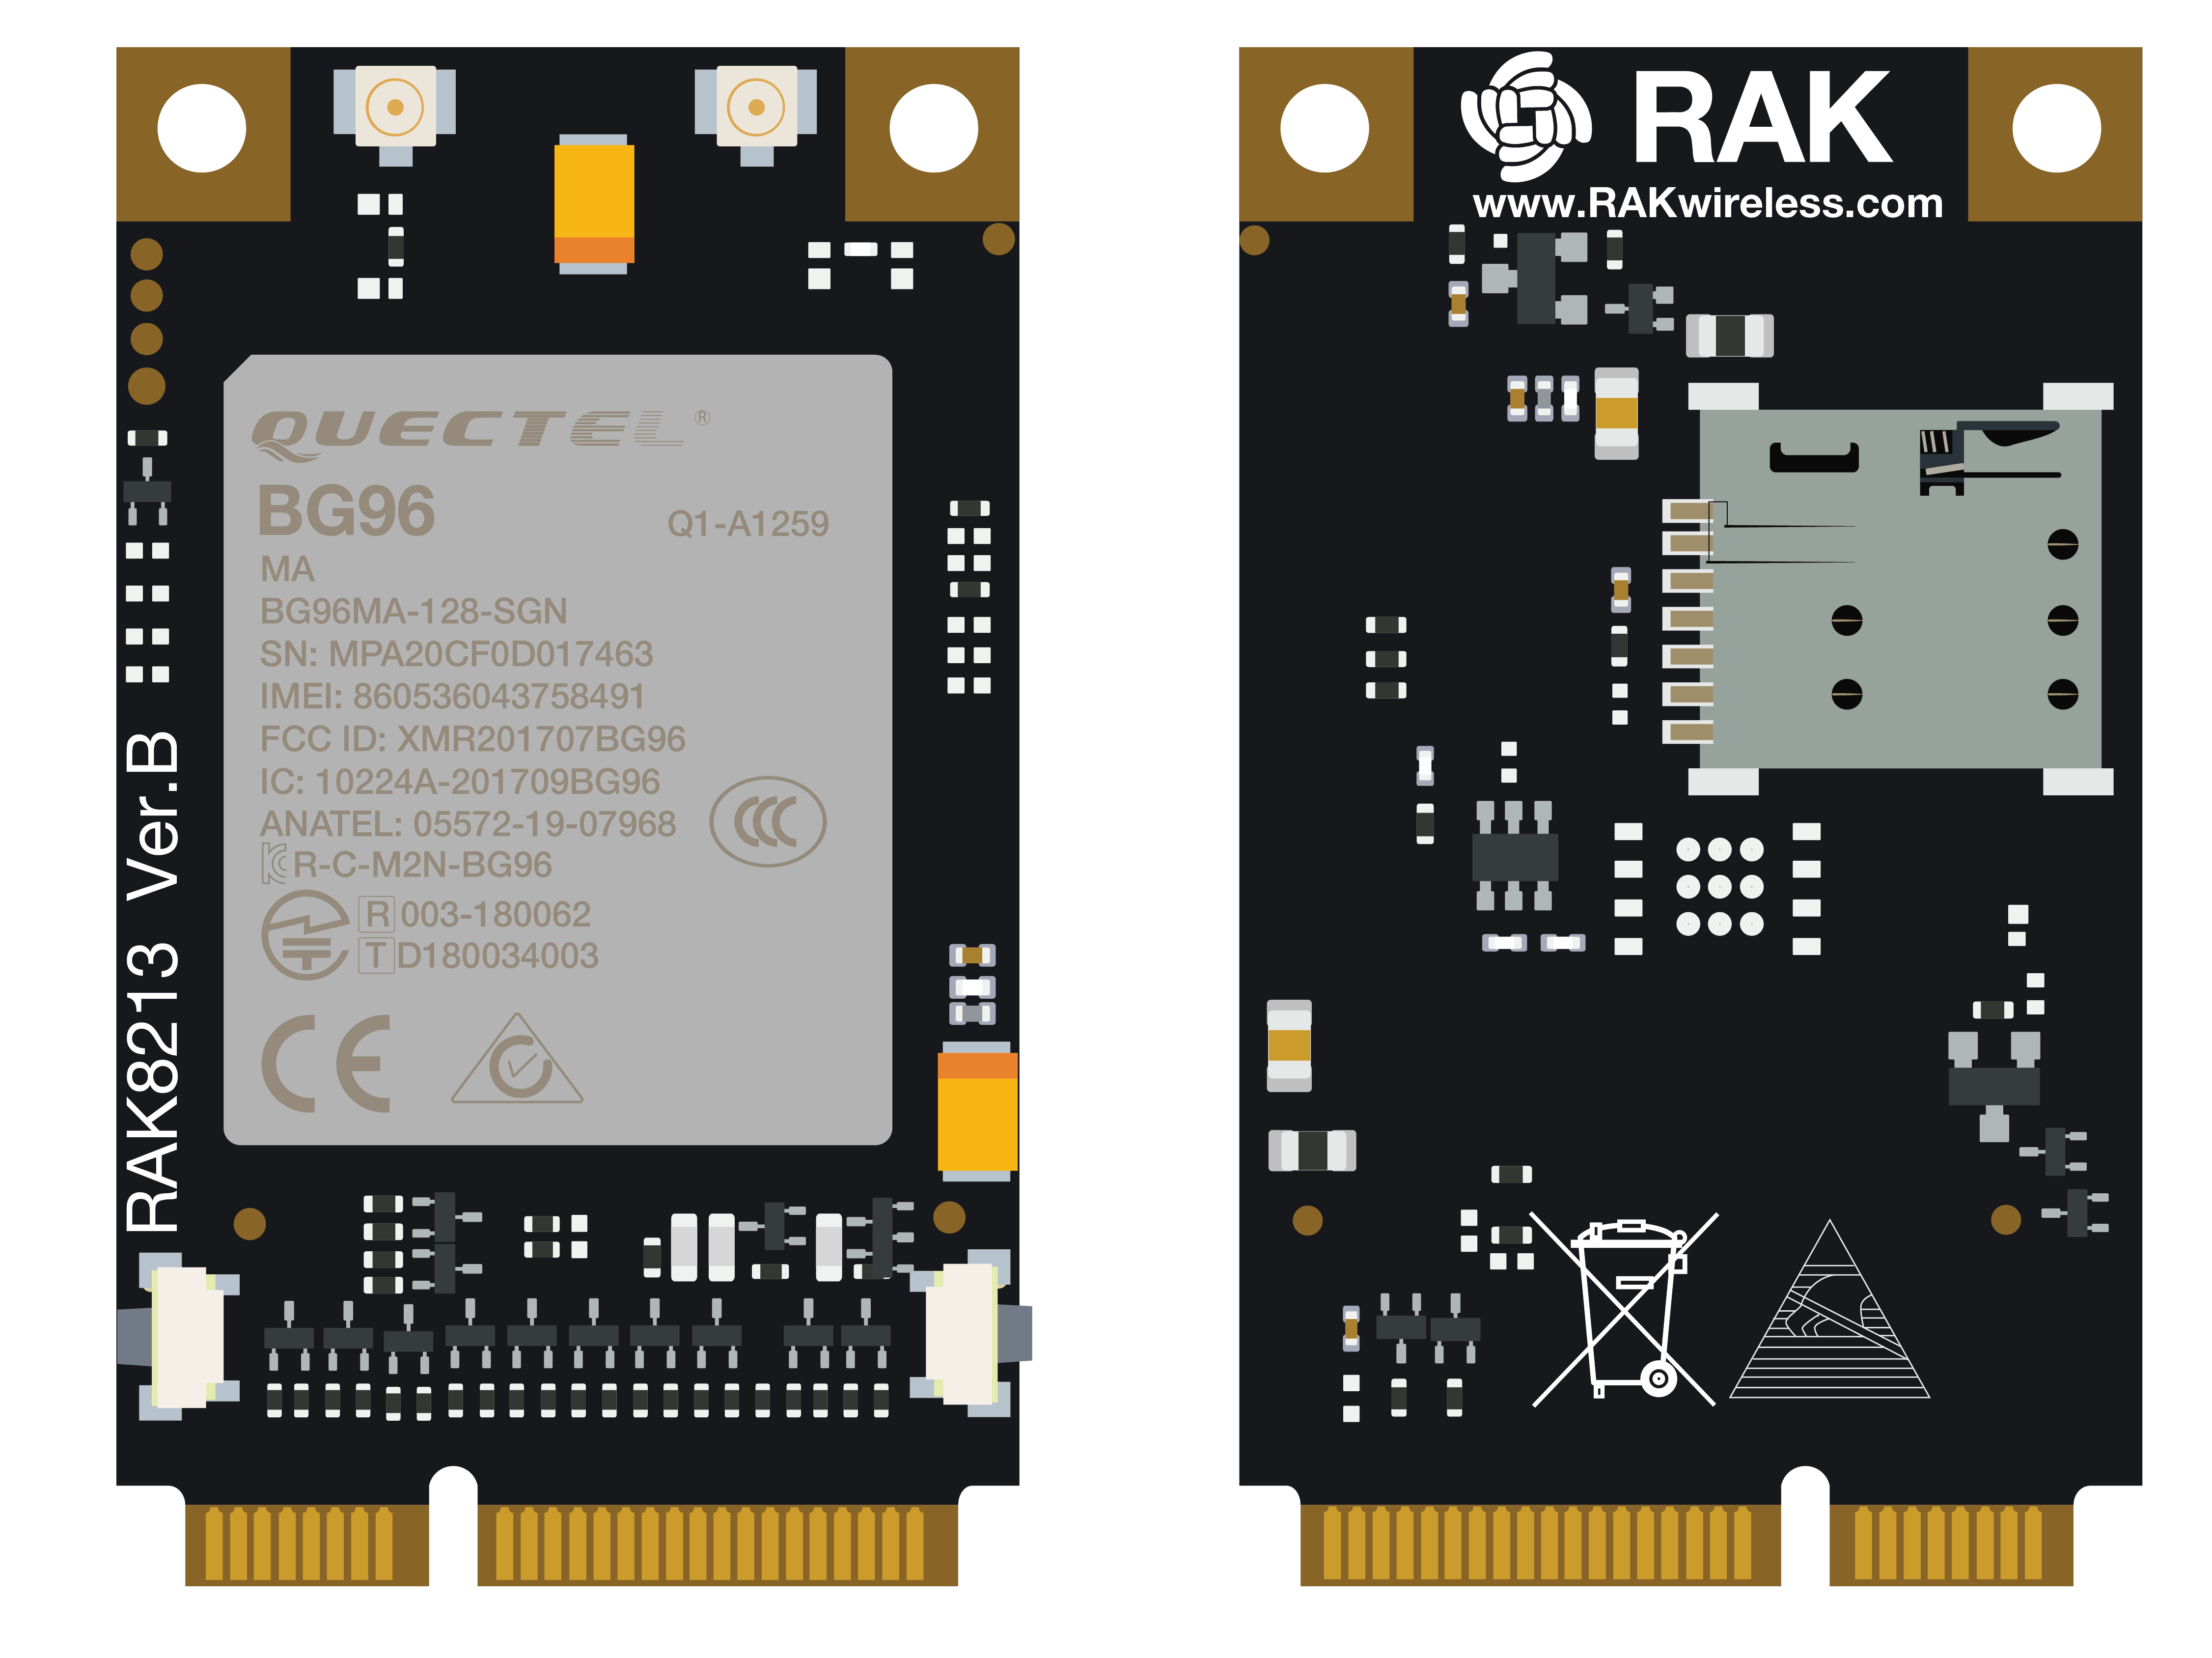 QUECTEL®
BG96
Q1-A1259
MA
BG96MA-128-SGN
SN: MPA20CF0D017463
IMEI: 860536043758491
FCC ID: XMR201707BG96
IC: 10224A-201709BG96
ANATEL: 05572-19-07968
R-C-M2N-BG96
R 003-180062
T D180034003
CE
RAK8213 Ver.B
RAK
www.RAKwireless.com